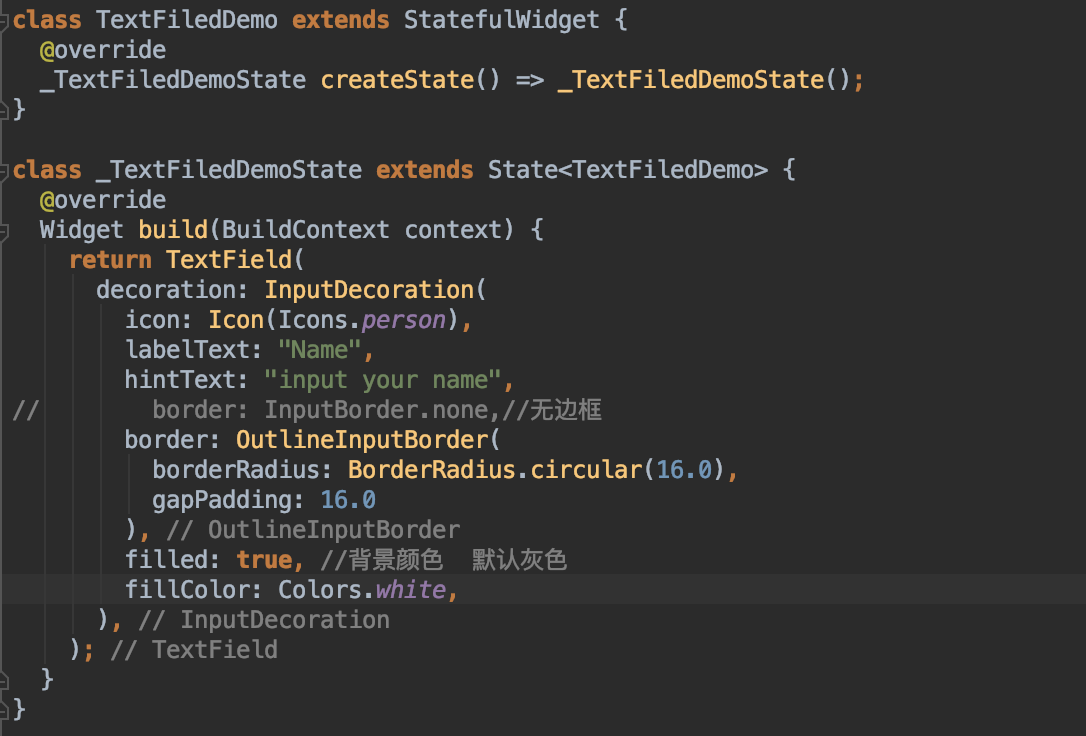 class TextFiledDemo extends StatefulWidget {
  @override
  _TextFiledDemoState createState() => _TextFiledDemoState();
}

class _TextFiledDemoState extends State<TextFiledDemo> {
  @override
  Widget build(BuildContext context) {
    return TextField(
      decoration: InputDecoration(
        icon: Icon(Icons.person),
        labelText: "Name",
        hintText: "input your name",
//        border: InputBorder.none,//无边框
        border: OutlineInputBorder(
          borderRadius: BorderRadius.circular(16.0),
          gapPadding: 16.0
        ), // OutlineInputBorder
        filled: true, //背景颜色  默认灰色
        fillColor: Colors.white,
      ), // InputDecoration
    ); // TextField
  }
}